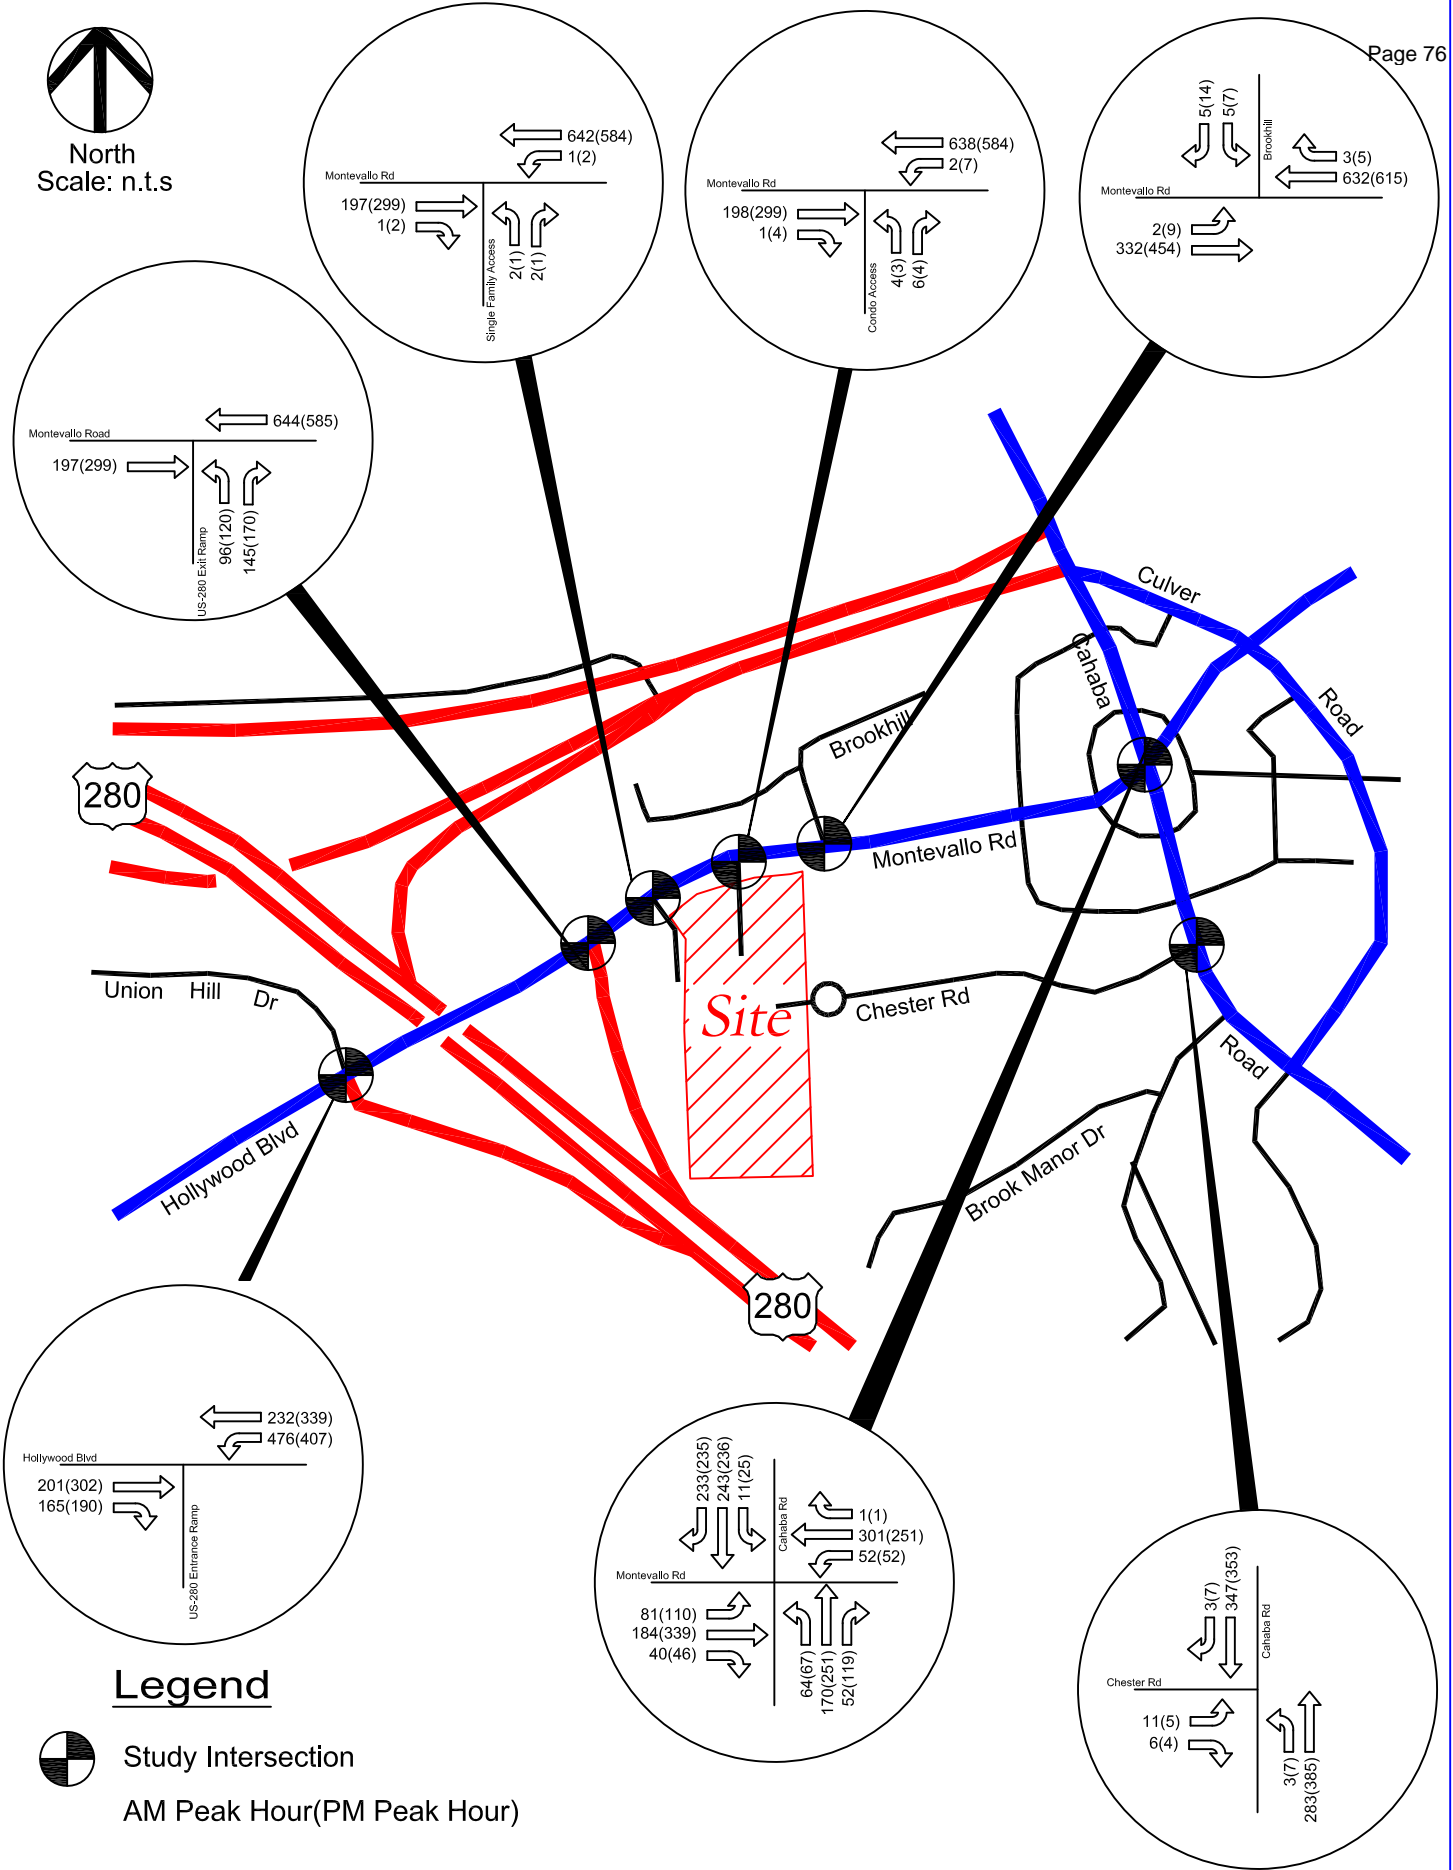 Page 76
North
Scale: n.t.s
642(584)
1(2)
Montevallo Rd
197(299)
1(2)
Single Family Access
2(1)
2(1)
638(584)
2(7)
Montevallo Rd
198(299)
1(4)
Condo Access
4(3)
6(4)
5(14)
5(7)
Brookhill
3(5)
632(615)
Montevallo Rd
2(9)
332(454)
644(585)
Montevallo Road
197(299)
US-280 Exit Ramp
96(120)
145(170)
Culver
Cahaba
Road
Brookhill
280
Montevallo Rd
Union Hill Dr
Site
Chester Rd
Road
Hollywood Blvd
Brook Manor Dr
280
232(339)
476(407)
Hollywood Blvd
201(302)
165(190)
US-280 Entrance Ramp
233(235)
243(236)
11(25)
Cahaba Rd
1(1)
301(251)
52(52)
Montevallo Rd
81(110)
184(339)
40(46)
64(67)
170(251)
52(119)
3(7)
347(353)
Cahaba Rd
Chester Rd
11(5)
6(4)
3(7)
283(385)
Legend
Study Intersection
AM Peak Hour(PM Peak Hour)